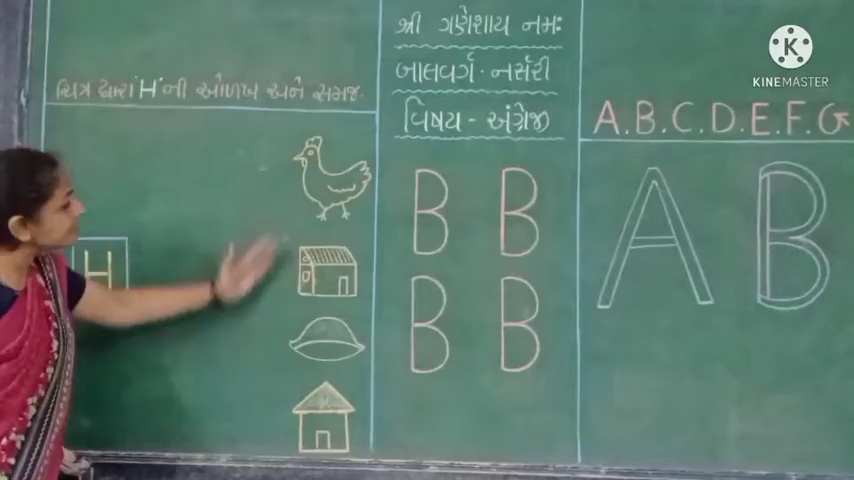 ચિત્ર દ્વારા 'H' ની ઓળખ અને સમજ.
H
શ્રી ગણેશાય નમઃ
બાલવર્ગ - નર્સરી
વિષય - અંગ્રેજી
B B
B B
A.B.C.D.E.F.G
A B
KINEMASTER